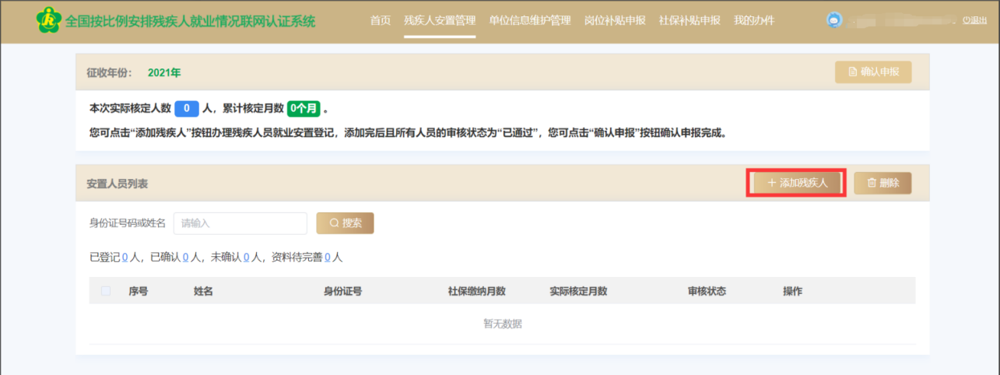 全国按比例安排残疾人就业情况联网认证系统 首页 残疾人安置管理 单位信息维护管理 岗位补贴申报 社保补贴申报 我的办件 退出
征收年份： 2021年 确认申报
本次实际核定人数 0 人，累计核定月数 0个月 。
您可点击“添加残疾人”按钮办理残疾人员就业安置登记，添加完后且所有人员的审核状态为“已通过”，您可点击“确认申报”按钮确认申报完成。
安置人员列表 + 添加残疾人 删除
身份证号码或姓名 请输入 搜索
已登记0人，已确认0人，未确认0人，资料待完善0人
序号 姓名 身份证号 社保缴纳月数 实际核定月数 审核状态 操作
暂无数据